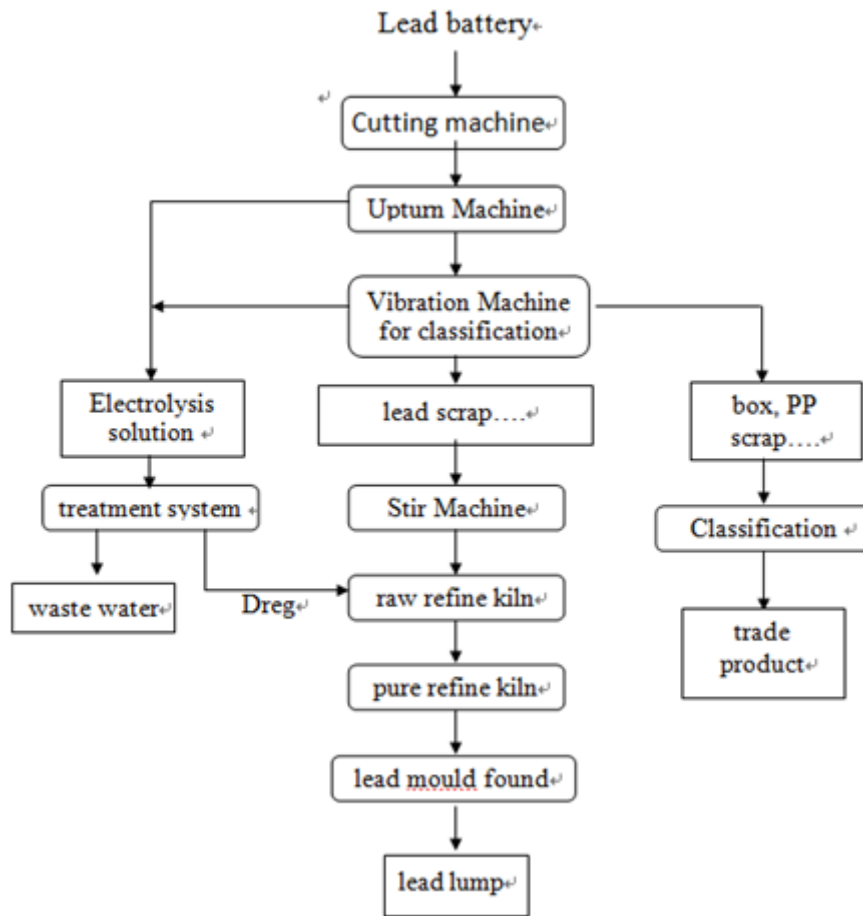 Lead battery
Cutting machine
Upturn Machine
Vibration Machine
for classification
Electrolysis
solution
lead scrap....
box, PP
scrap....
treatment system
Stir Machine
Classification
waste water
Dreg
raw refine kiln
trade
product
pure refine kiln
lead mould found
lead lump